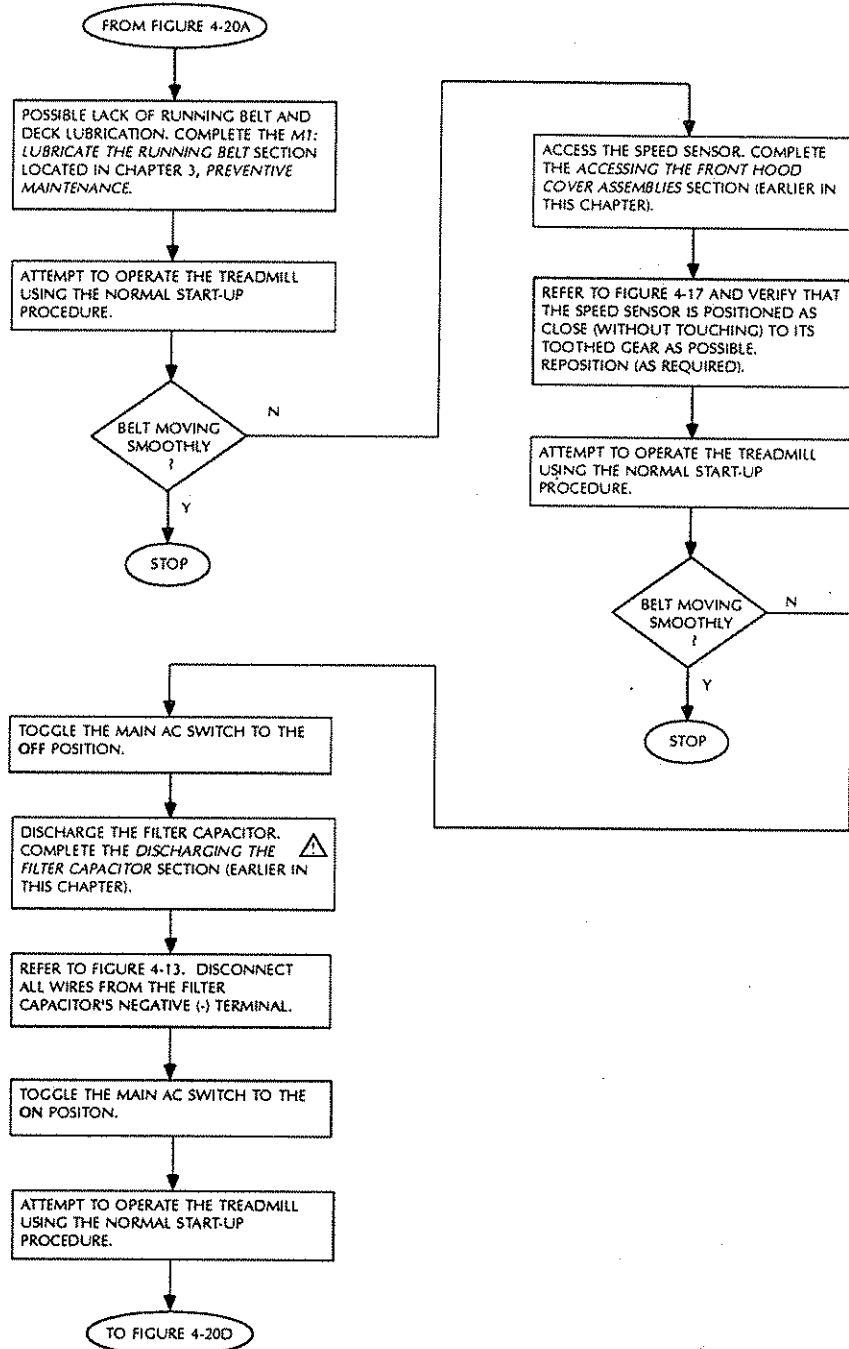 FROM FIGURE 4-20A
POSSIBLE LACK OF RUNNING BELT AND
DECK LUBRICATION. COMPLETE THE M1:
LUBRICATE THE RUNNING BELT SECTION
LOCATED IN CHAPTER 3, PREVENTIVE
MAINTENANCE.
ATTEMPT TO OPERATE THE TREADMILL
USING THE NORMAL START-UP
PROCEDURE.
BELT MOVING
SMOOTHLY
?
N
Y
STOP
ACCESS THE SPEED SENSOR. COMPLETE
THE ACCESSING THE FRONT HOOD
COVER ASSEMBLIES SECTION (EARLIER IN
THIS CHAPTER).
REFER TO FIGURE 4-17 AND VERIFY THAT
THE SPEED SENSOR IS POSITIONED AS
CLOSE (WITHOUT TOUCHING) TO ITS
TOOTHED GEAR AS POSSIBLE.
REPOSITION (AS REQUIRED).
ATTEMPT TO OPERATE THE TREADMILL
USING THE NORMAL START-UP
PROCEDURE.
BELT MOVING
SMOOTHLY
?
N
Y
STOP
TOGGLE THE MAIN AC SWITCH TO THE
OFF POSITION.
DISCHARGE THE FILTER CAPACITOR.
COMPLETE THE DISCHARGING THE
FILTER CAPACITOR SECTION (EARLIER IN
THIS CHAPTER).
!
REFER TO FIGURE 4-13. DISCONNECT
ALL WIRES FROM THE FILTER
CAPACITOR'S NEGATIVE (-) TERMINAL.
TOGGLE THE MAIN AC SWITCH TO THE
ON POSITON.
ATTEMPT TO OPERATE THE TREADMILL
USING THE NORMAL START-UP
PROCEDURE.
TO FIGURE 4-20D